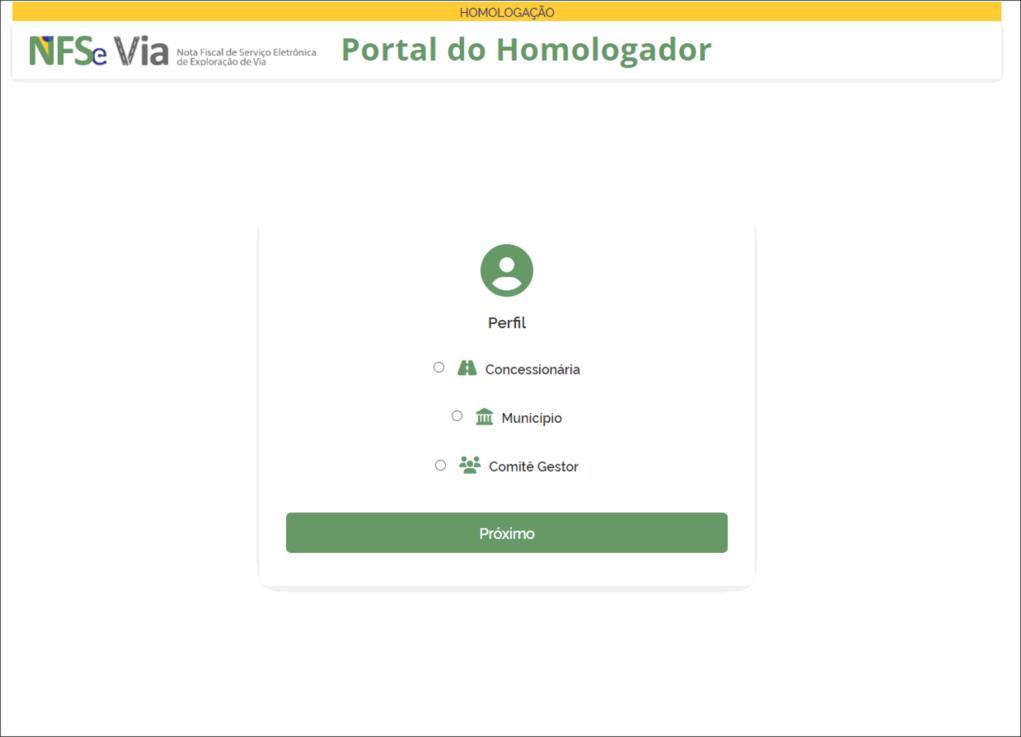 HOMOLOGAÇÃO
NFSe Via
Nota Fiscal de Serviço Eletrônica
de Exploração de Via
Portal do Homologador
Perfil
Concessionária
Município
Comitê Gestor
Próximo